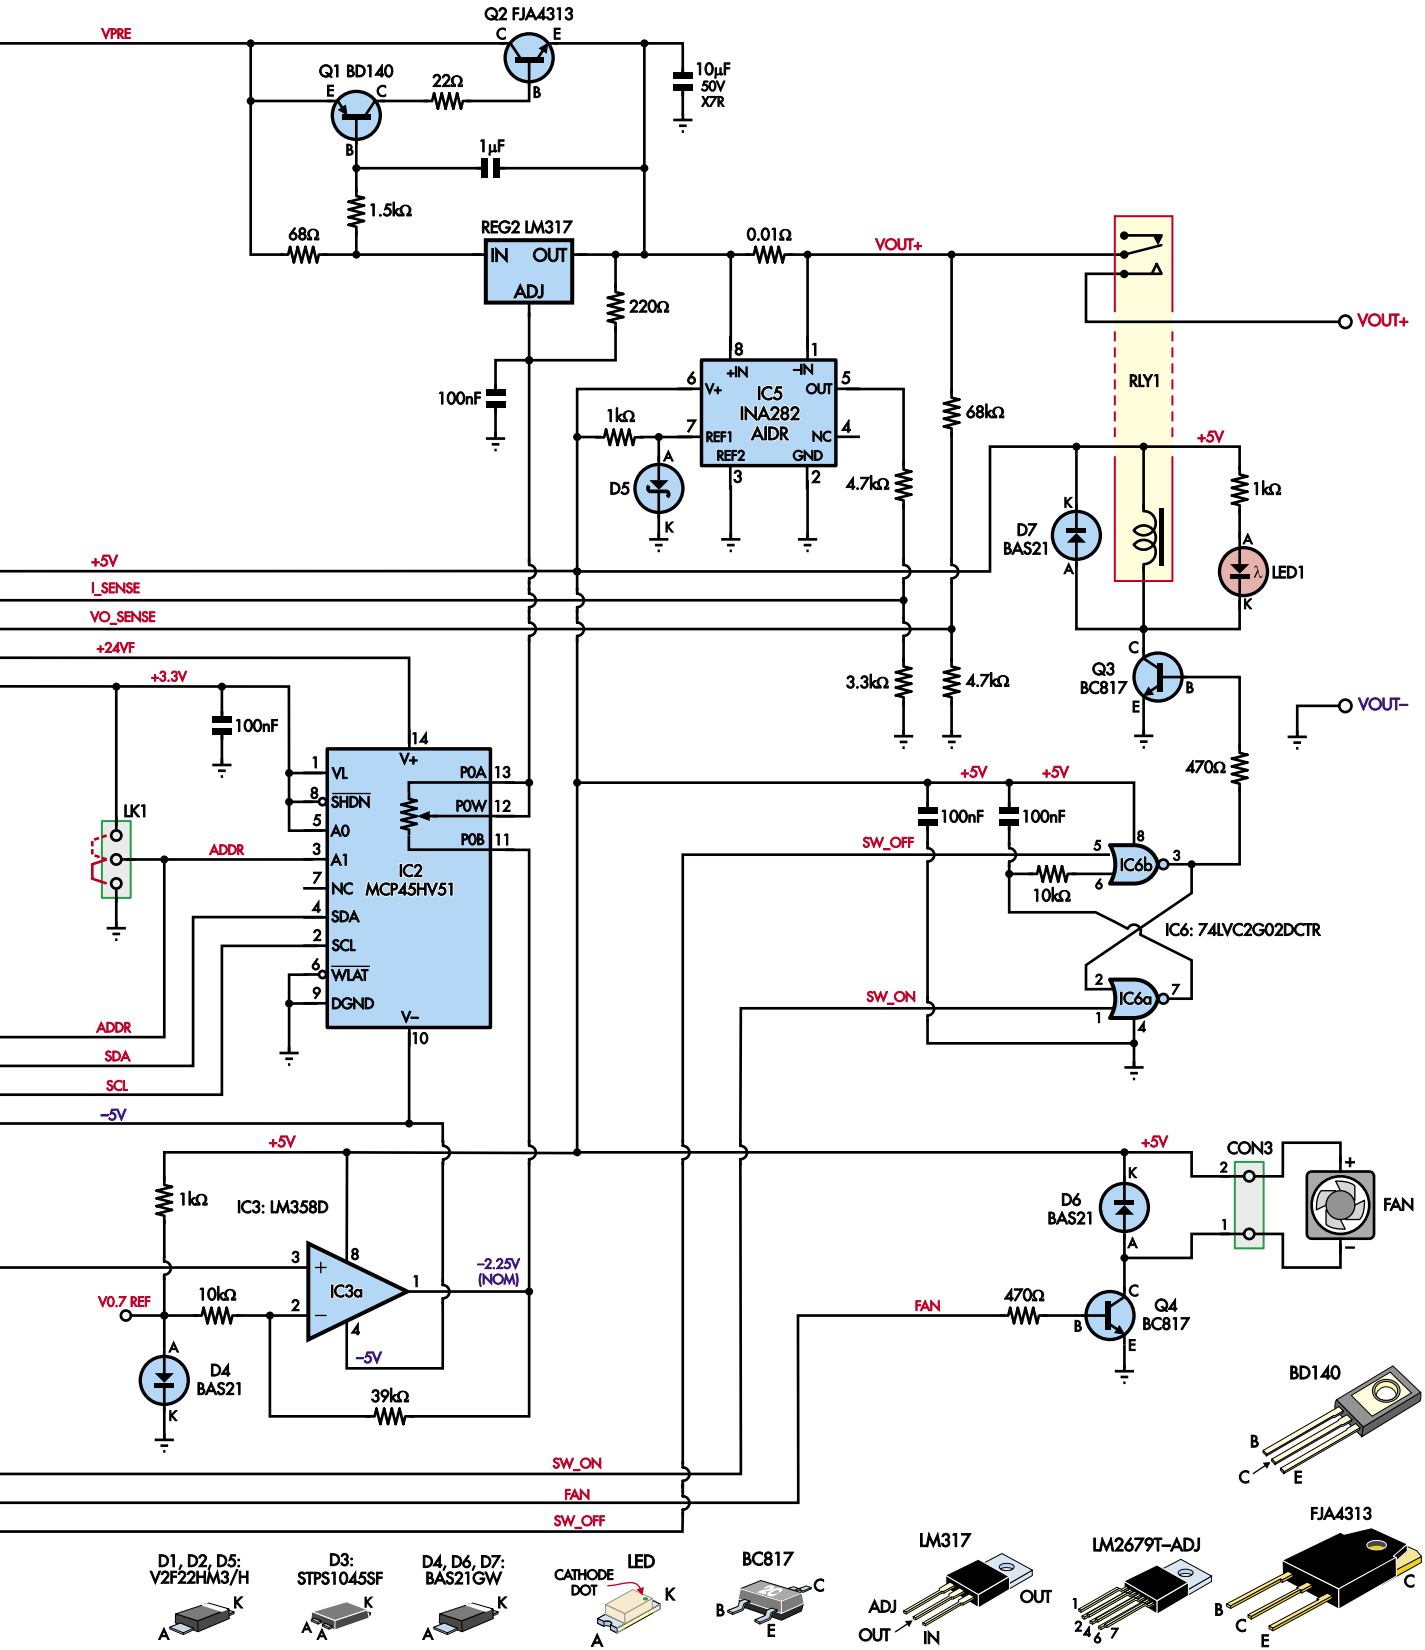 Q2 FJA4313
VPRE
C
E
B
10µF
50V
X7R
Q1 BD140
E
C
B
22Ω
1µF
1.5kΩ
68Ω
REG2 LM317
IN
OUT
ADJ
220Ω
100nF
0.01Ω
VOUT+
VOUT+
RLY1
8
+IN
1
–IN
6
V+
IC5
INA282
AIDR
OUT
5
7
REF1
NC
4
REF2
3
GND
2
1kΩ
D5
A
K
4.7kΩ
68kΩ
+5V
1kΩ
K
D7
BAS21
A
A
λ
LED1
K
+5V
I_SENSE
VO_SENSE
+24VF
+3.3V
100nF
3.3kΩ
4.7kΩ
Q3
BC817
C
B
E
VOUT–
470Ω
LK1
ADDR
14
V+
1
VL
8
SHDN
5
A0
3
A1
7
NC
4
SDA
2
SCL
6
WLAT
9
DGND
V–
10
P0A
13
P0W
12
P0B
11
IC2
MCP45HV51
+5V
+5V
100nF
100nF
SW_OFF
5
8
IC6b
3
6
10kΩ
IC6: 74LVC2G02DCTR
2
IC6a
7
1
4
SW_ON
ADDR
SDA
SCL
–5V
+5V
1kΩ
IC3: LM358D
3
+
8
IC3a
1
2
–
4
–5V
–2.25V
(NOM)
V0.7 REF
10kΩ
A
D4
BAS21
K
39kΩ
+5V
K
D6
BAS21
A
CON3
2
1
+
FAN
–
FAN
470Ω
C
Q4
BC817
B
E
SW_ON
FAN
SW_OFF
BD140
B
C
E
D1, D2, D5:
V2F22HM3/H
K
A
D3:
STPS1045SF
K
A
A
D4, D6, D7:
BAS21GW
K
A
LED
CATHODE
DOT
K
A
BC817
2C
C
B
E
LM317
ADJ
OUT
IN
OUT
LM2679T–ADJ
1
2
4
6
7
FJA4313
B
C
E
C